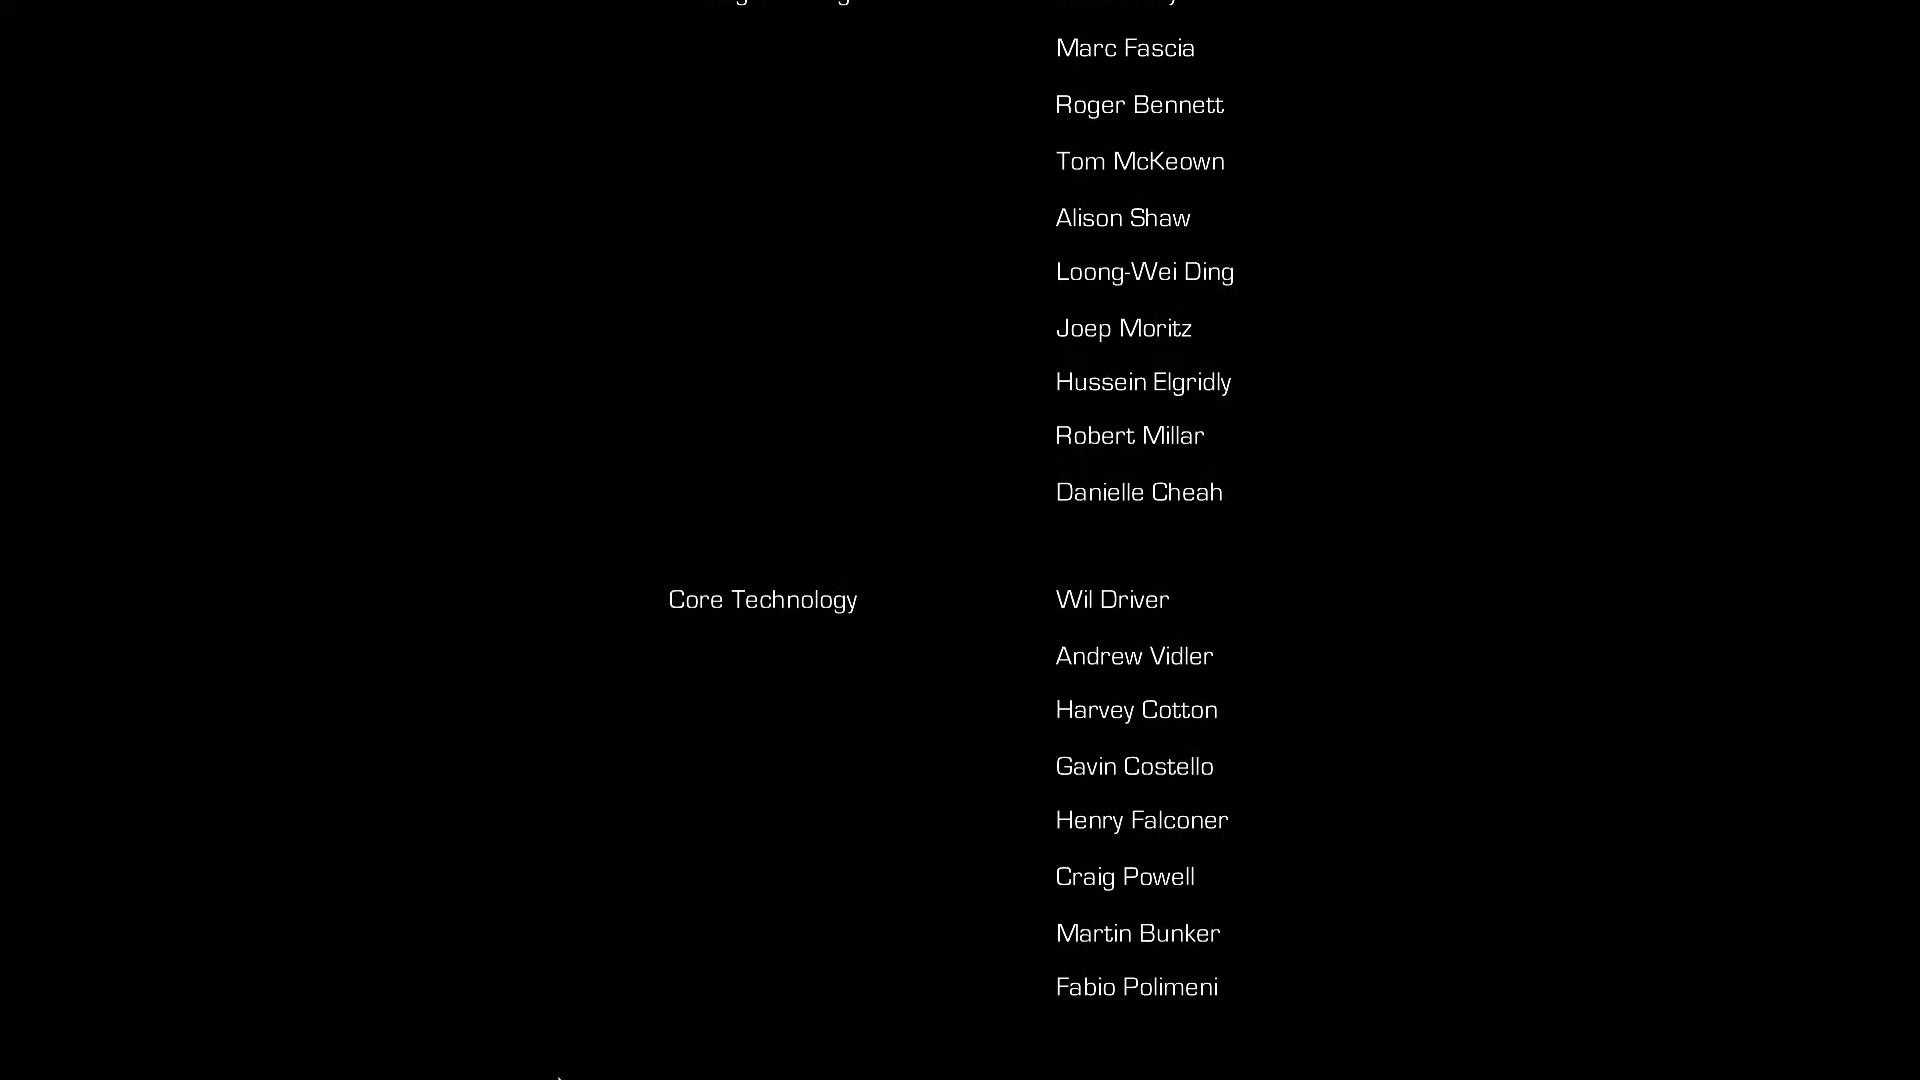 Marc Fascia
Roger Bennett
Tom McKeown
Alison Shaw
Loong-Wei Ding
Joep Moritz
Hussein Elgridly
Robert Millar
Danielle Cheah
Core Technology
Wil Driver
Andrew Vidler
Harvey Cotton
Gavin Costello
Henry Falconer
Craig Powell
Martin Bunker
Fabio Polimeni